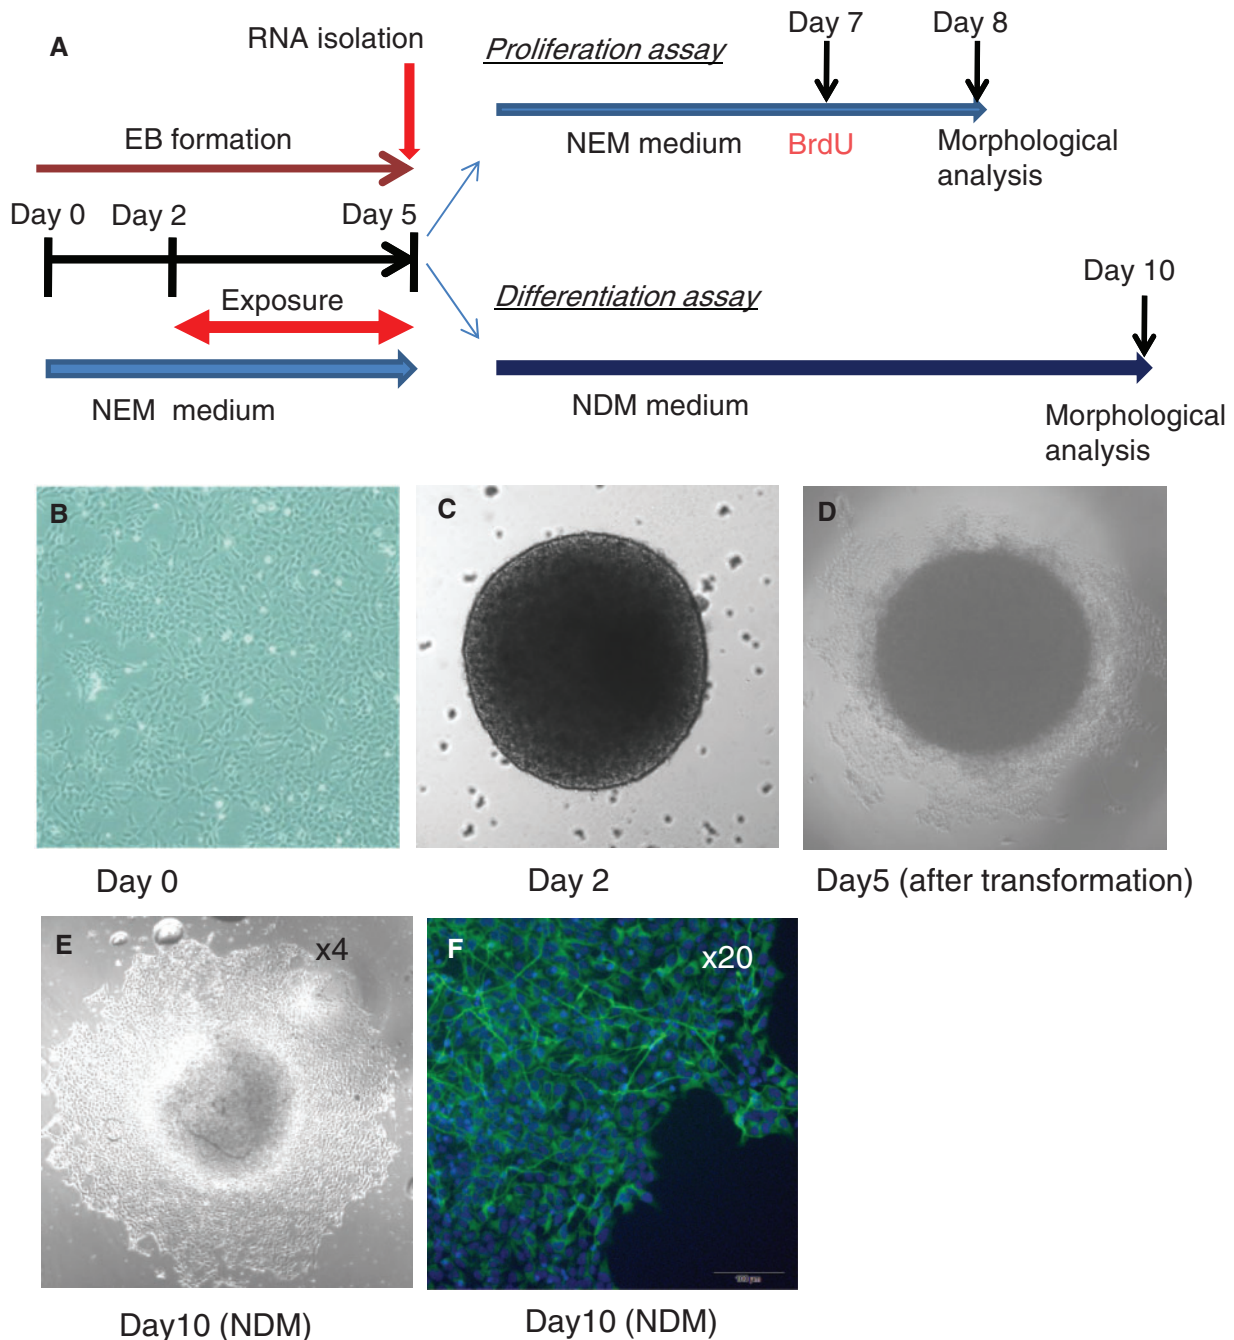 A
RNA isolation
EB formation
Day 0 Day 2 Day 5
Exposure
NEM medium
Proliferation assay
Day 7 Day 8
NEM medium BrdU Morphological
analysis
Differentiation assay
Day 10
NDM medium
Morphological
analysis
B
C
D
Day 0
Day 2
Day5 (after transformation)
E
x4
F
x20
100 µm
Day10 (NDM)
Day10 (NDM)